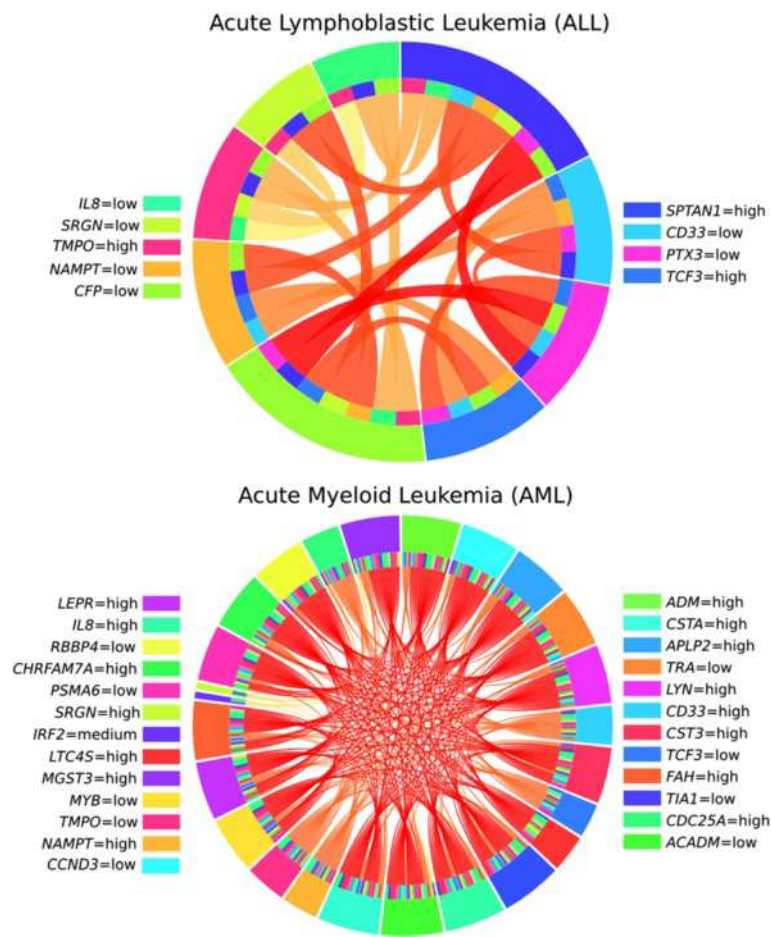 Acute Lymphoblastic Leukemia (ALL)
IL8=low
SRGN=low
TMPO=high
NAMPT=low
CFP=low
SPTAN1=high
CD33=low
PTX3=low
TCF3=high
Acute Myeloid Leukemia (AML)
LEPR=high
IL8=high
RBBP4=low
CHRFAM7A=high
PSMA6=low
SRGN=high
IRF2=medium
LTC4S=high
MGST3=high
MYB=low
TMPO=low
NAMPT=high
CCND3=low
ADM=high
CSTA=high
APLP2=high
TRA=low
LYN=high
CD33=high
CST3=high
TCF3=low
FAH=high
TIA1=low
CDC25A=high
ACADM=low